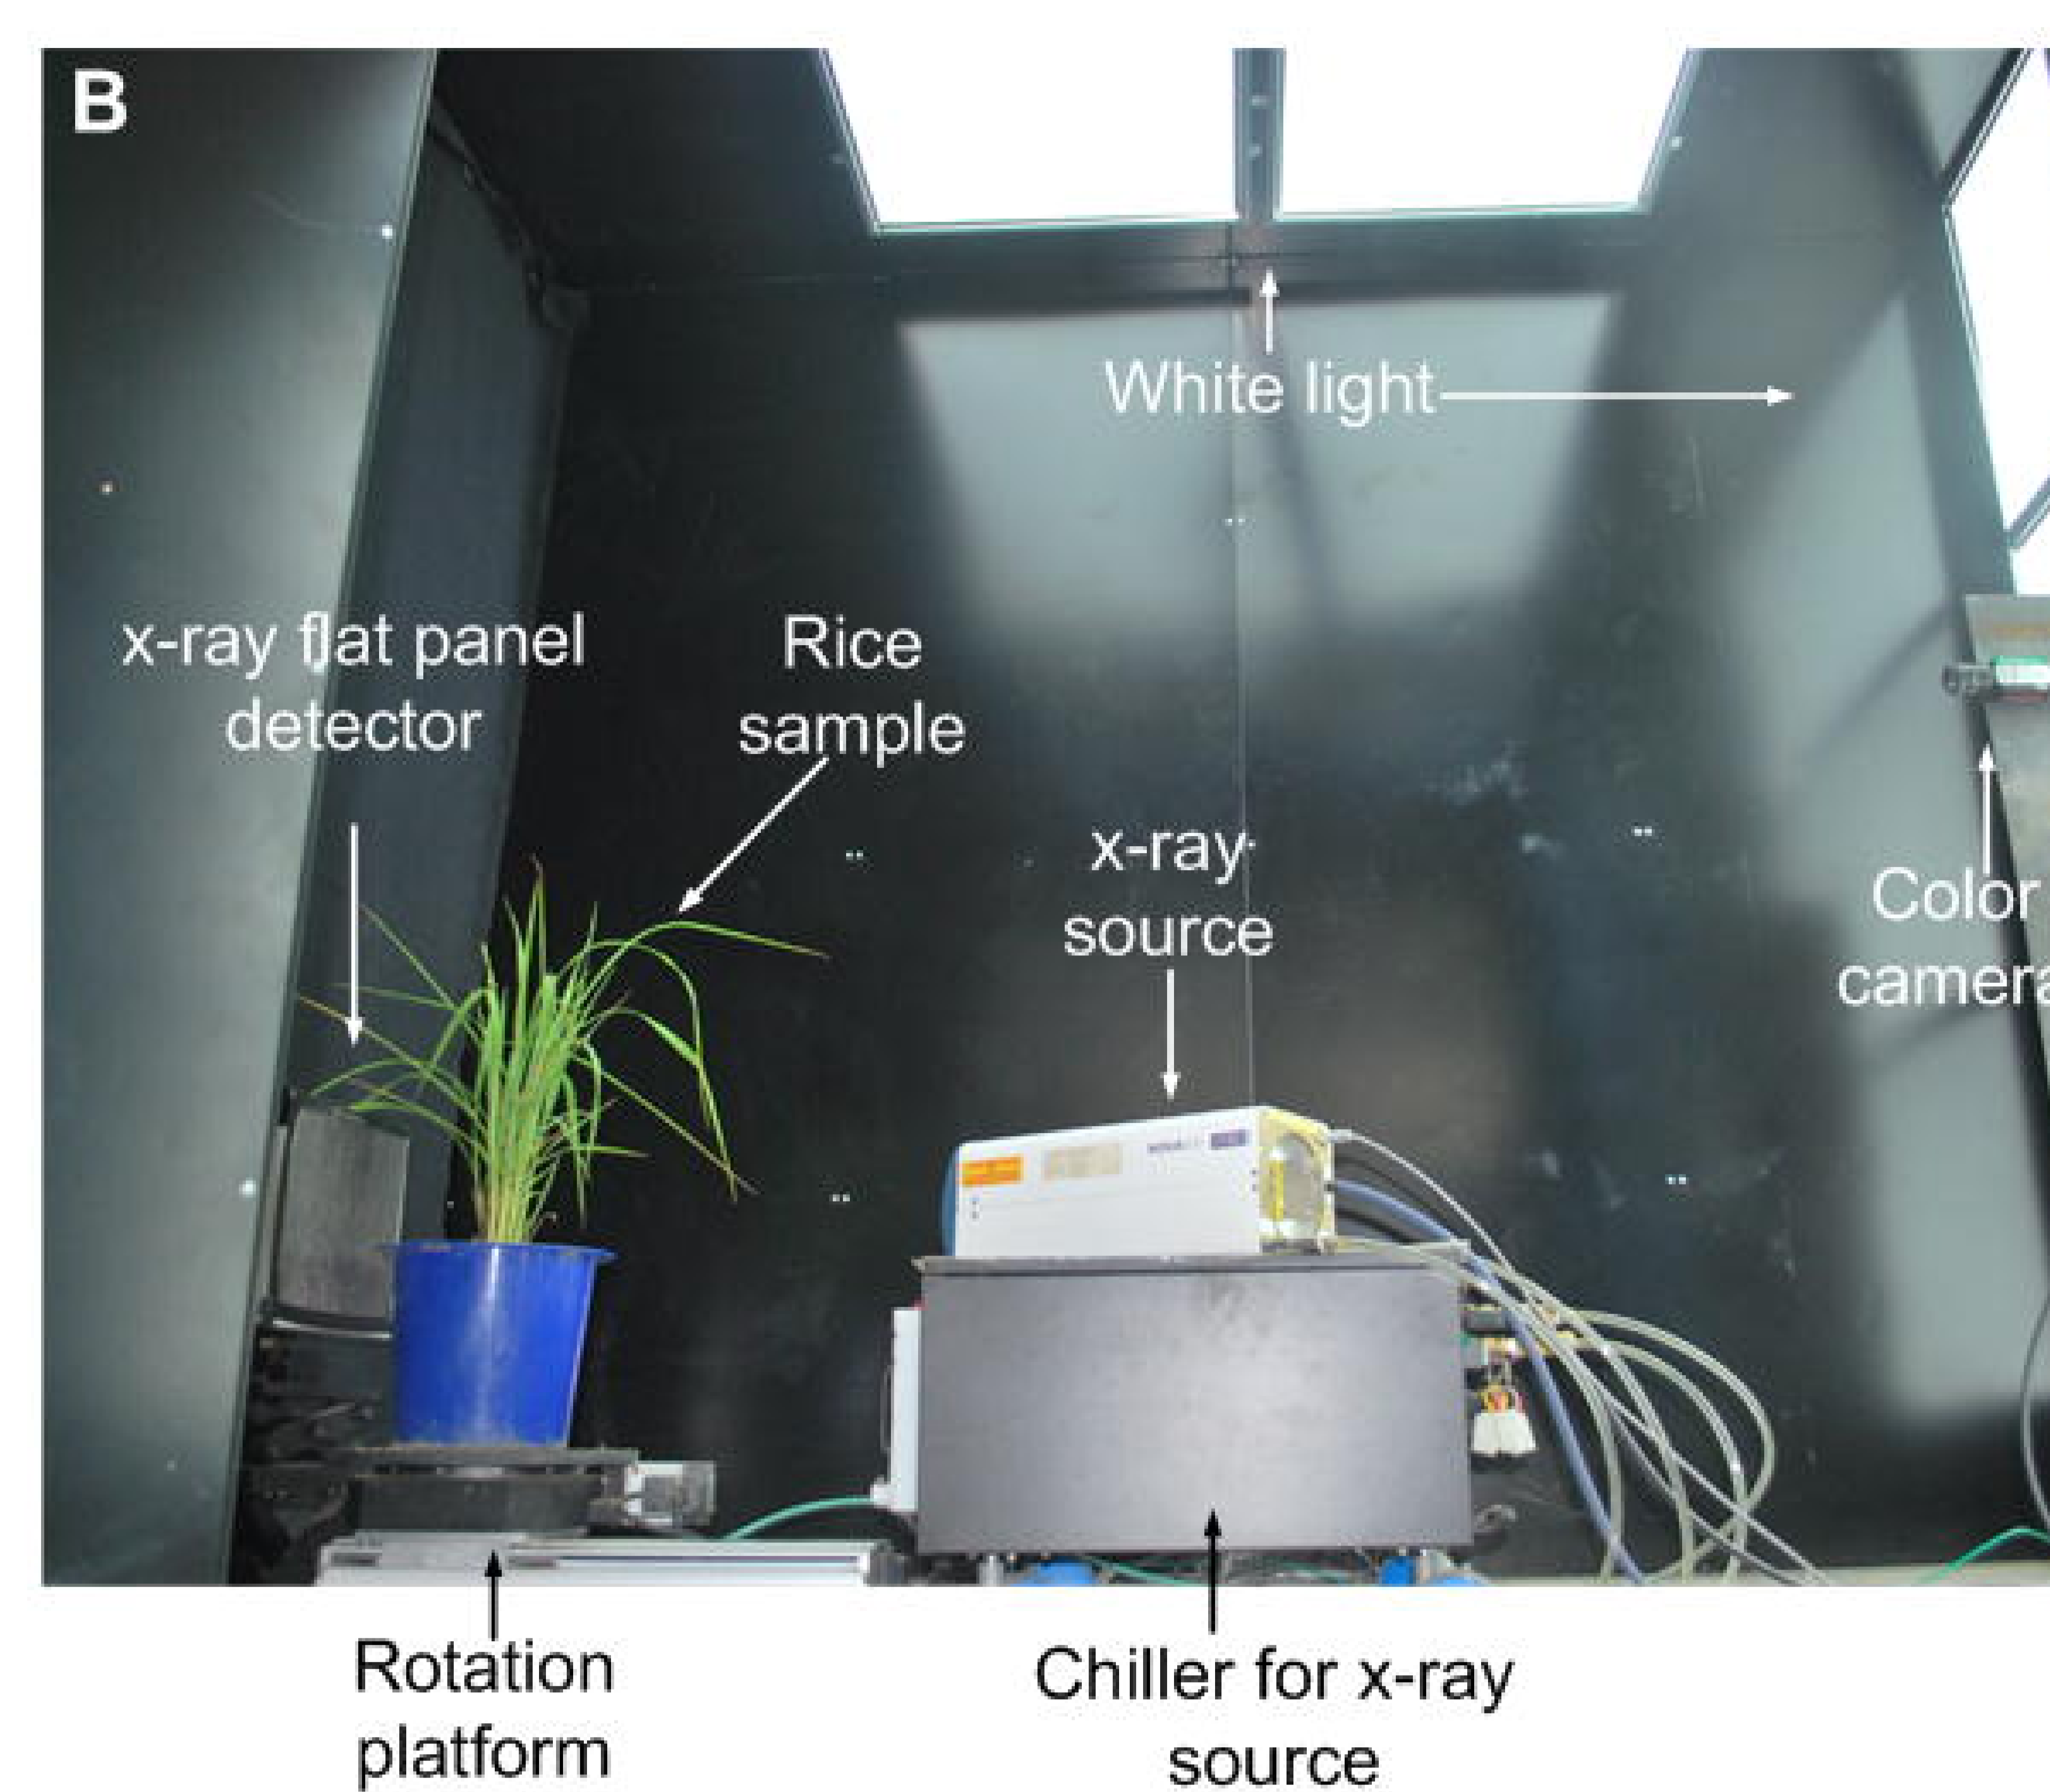 B
White light
x-ray flat panel
detector
Rice
sample
x-ray
source
Color
camera
Rotation
platform
Chiller for x-ray
source